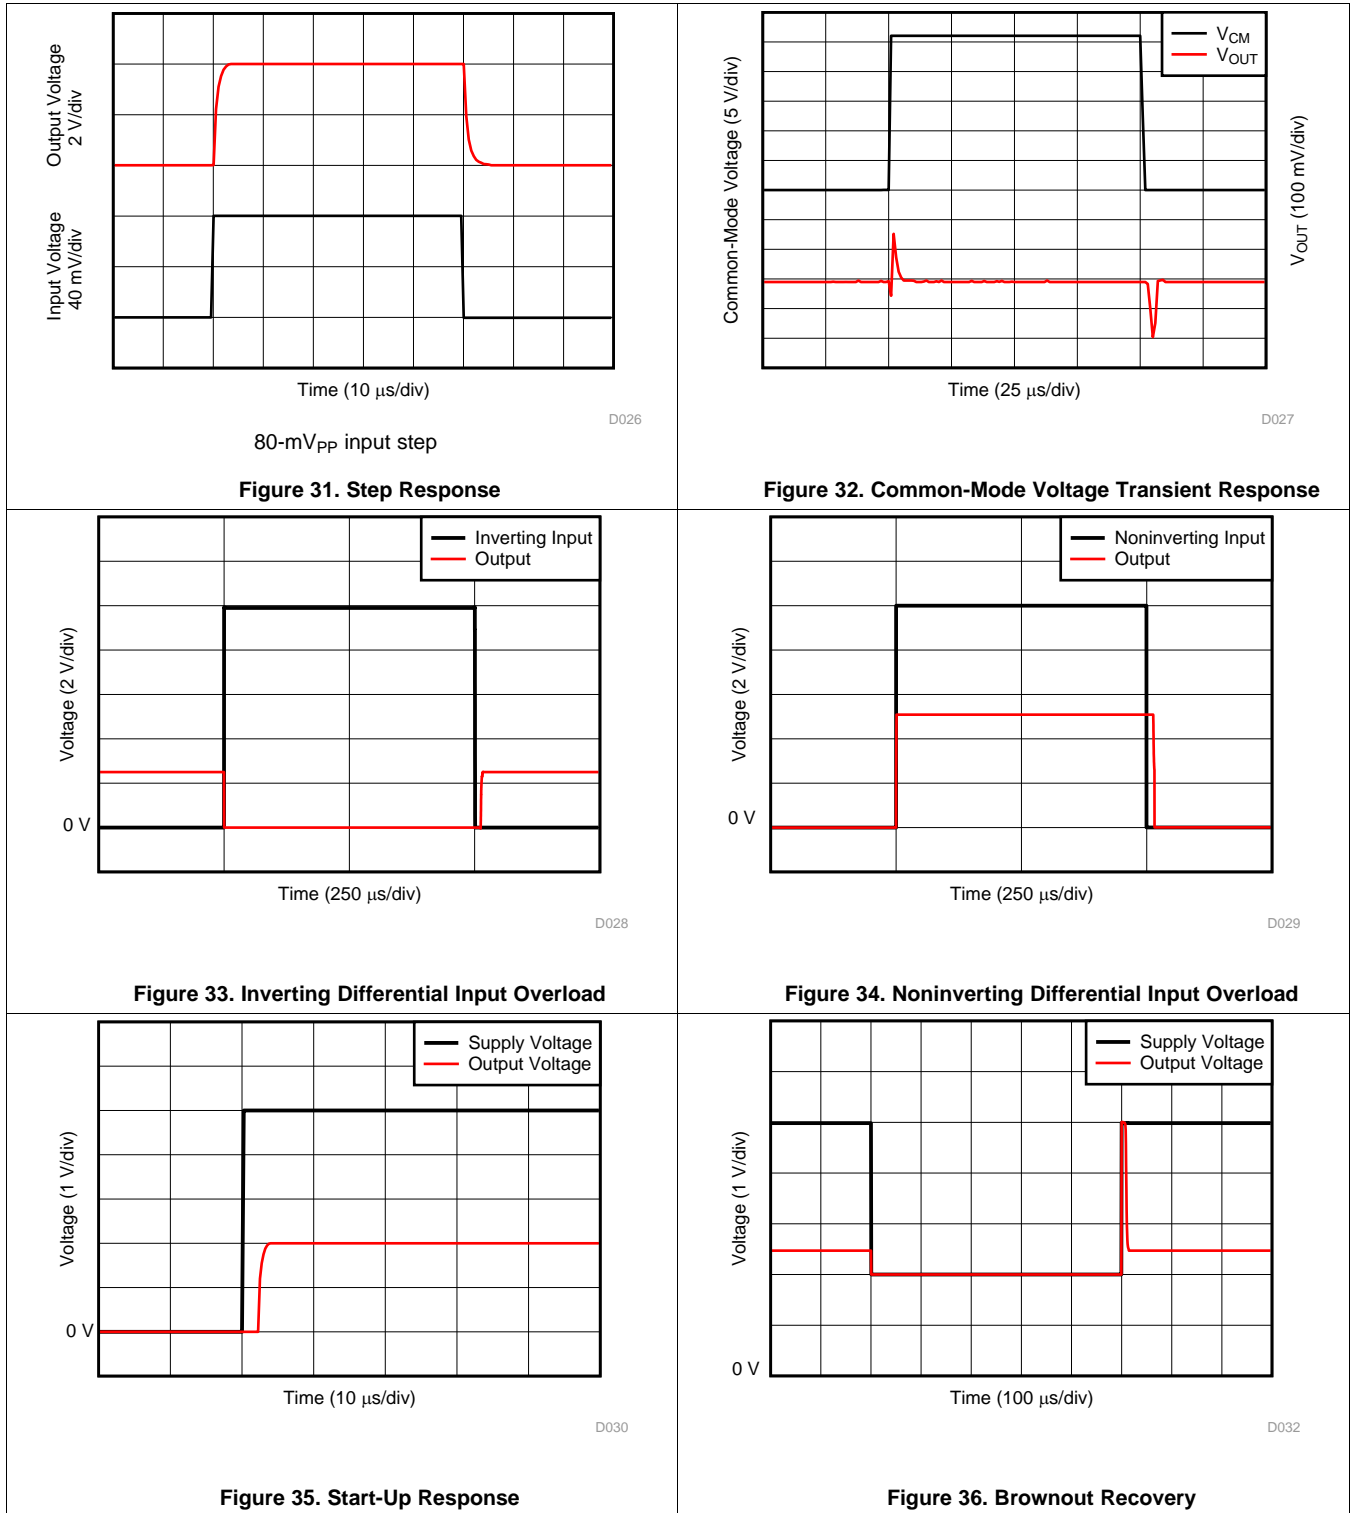 Output Voltage
2 V/div
Input Voltage
40 mV/div
Time (10 μs/div)
D026
80-mVPP input step
Figure 31. Step Response
VCM
VOUT
Common-Mode Voltage (5 V/div)
VOUT (100 mV/div)
Time (25 μs/div)
D027
Figure 32. Common-Mode Voltage Transient Response
Inverting Input
Output
Voltage (2 V/div)
0 V
Time (250 μs/div)
D028
Figure 33. Inverting Differential Input Overload
Noninverting Input
Output
Voltage (2 V/div)
0 V
Time (250 μs/div)
D029
Figure 34. Noninverting Differential Input Overload
Supply Voltage
Output Voltage
Voltage (1 V/div)
0 V
Time (10 μs/div)
D030
Figure 35. Start-Up Response
Supply Voltage
Output Voltage
Voltage (1 V/div)
0 V
Time (100 μs/div)
D032
Figure 36. Brownout Recovery